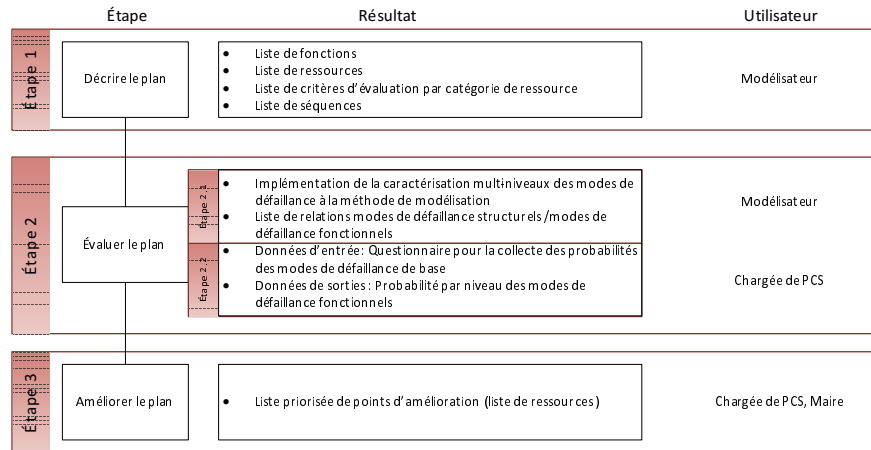 Étape
Résultat
Utilisateur
Étape 1
Décrire le plan
• Liste de fonctions
• Liste de ressources
• Liste de critères d'évaluation par catégorie de ressource
• Liste de séquences
Modélisateur
Étape 2
Évaluer le plan
Étape 2.1
• Implémentation de la caractérisation multi-niveaux des modes de
défaillance à la méthode de modélisation
• Liste de relations modes de défaillance structurels /modes de
défaillance fonctionnels
Modélisateur
Étape 2.2
• Données d'entrée: Questionnaire pour la collecte des probabilités
des modes de défaillance de base
• Données de sorties : Probabilité par niveau des modes de
défaillance fonctionnels
Chargée de PCS
Étape 3
Améliorer le plan
• Liste priorisée de points d'amélioration (liste de ressources)
Chargée de PCS, Maire